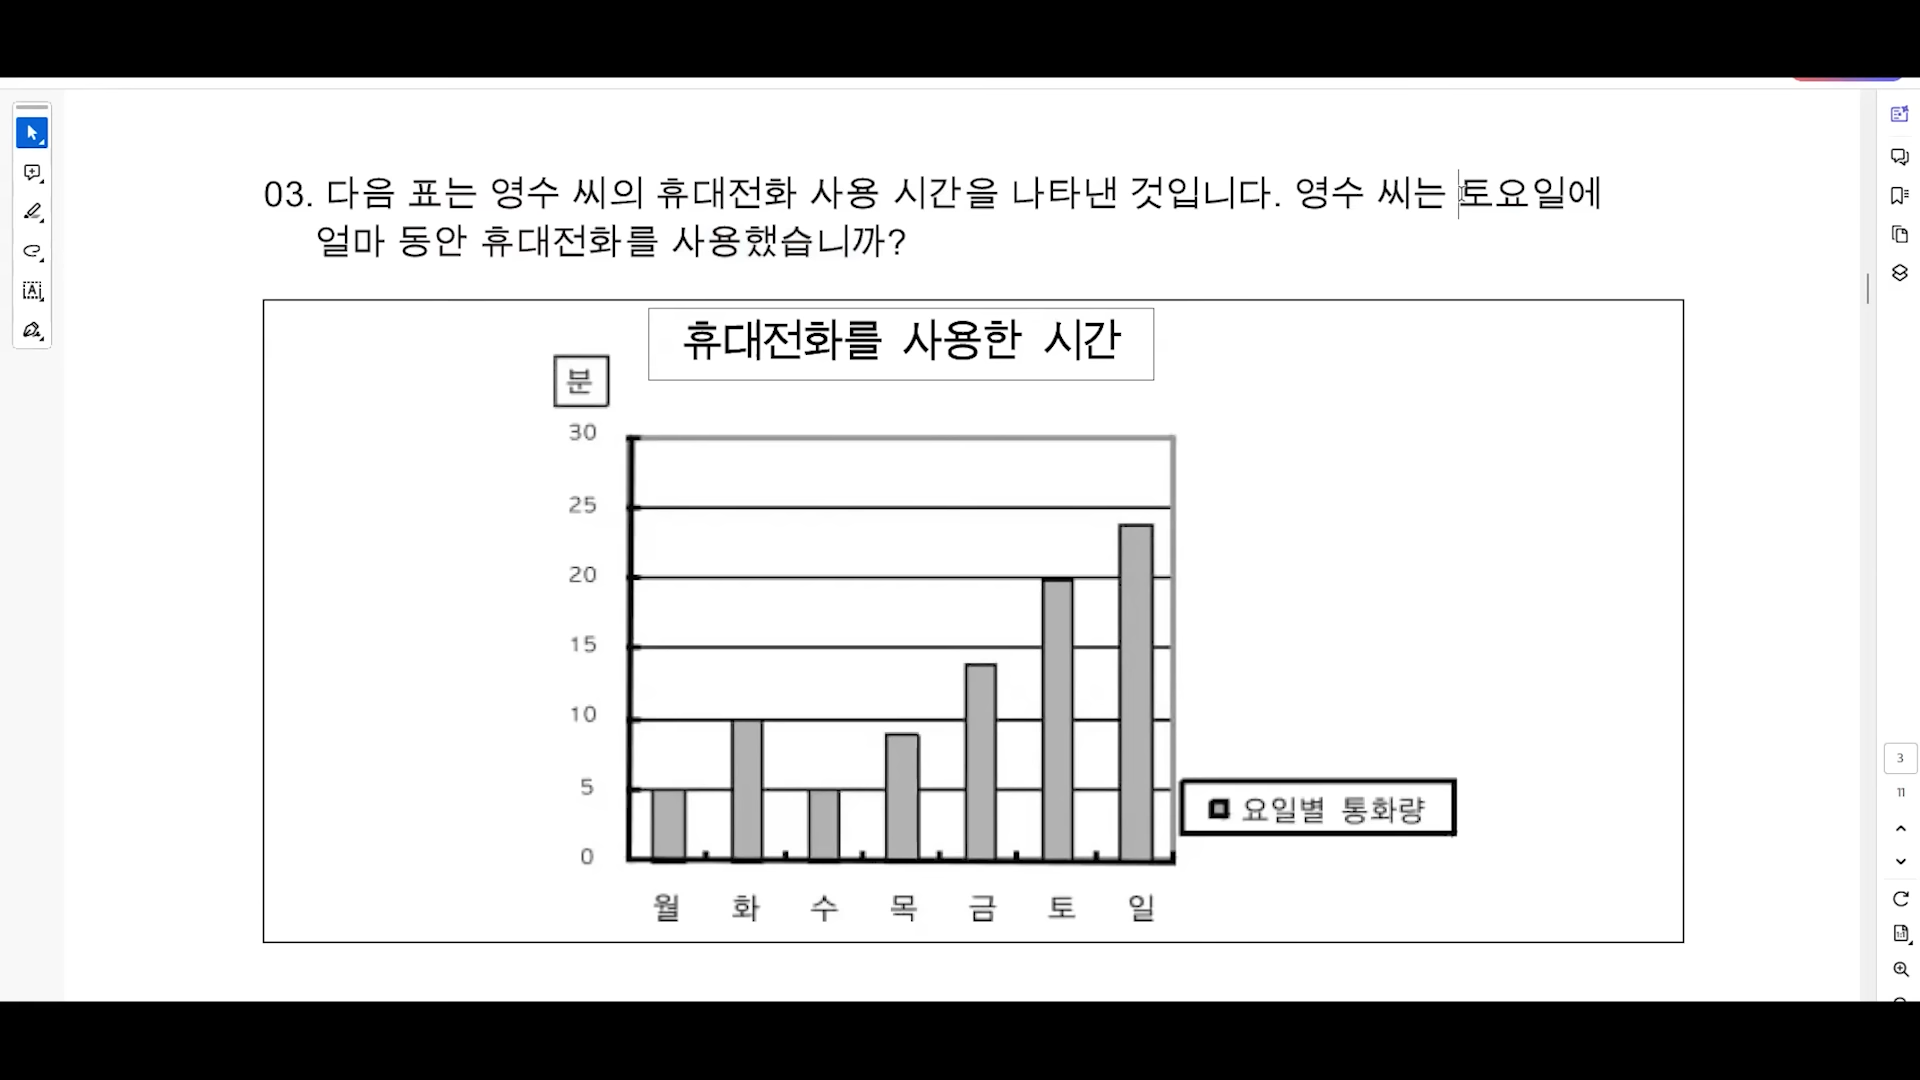 03. 다음 표는 영수 씨의 휴대전화 사용 시간을 나타낸 것입니다. 영수 씨는 토요일에
얼마 동안 휴대전화를 사용했습니까?
휴대전화를 사용한 시간
분
30
25
20
15
10
5
0
월 화 수 목 금 토 일
요일별 통화량
3
11